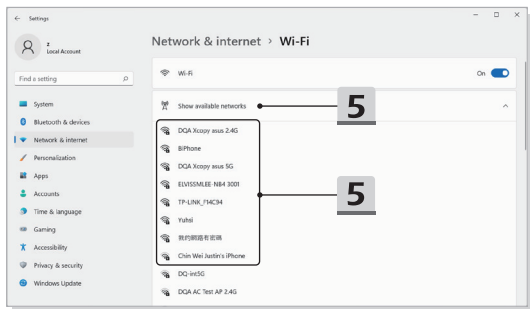 Settings
z
Local Account
Find a setting
System
Bluetooth & devices
Network & internet
Personalization
Apps
Accounts
Time & language
Gaming
Accessibility
Privacy & security
Windows Update
Network & internet > Wi-Fi
Wi-Fi
On
Show available networks
5
DQA Xcopy asus 2.4G
BiPhone
DQA Xcopy asus 5G
ELVISSMLEE-NB4 3001
TP-LINK_F14C94
5
Yuhsi
我的網路有密碼
Chin Wei Justin's iPhone
DQ-int5G
DQA AC Test AP 2.4G